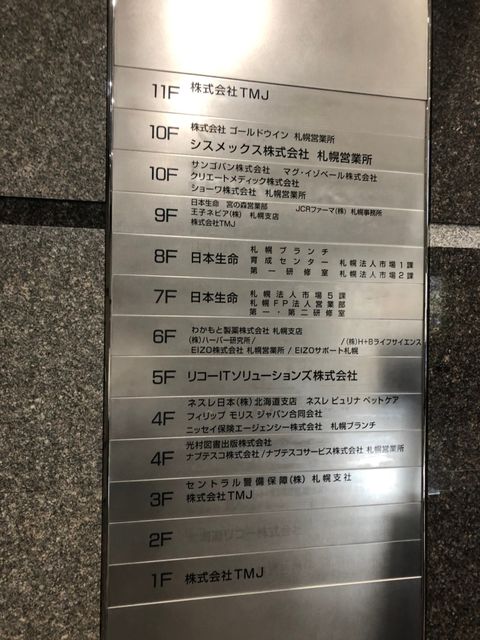 11F 株式会社TMJ
10F 株式会社 ゴールドウイン 札幌営業所
シスメックス株式会社 札幌営業所
10F サンゴバン株式会社 マグ・イゾベール株式会社
クリエートメディック株式会社
ショーワ株式会社 札幌営業所
9F 日本生命 宮の森営業部 JCRファーマ(株) 札幌事務所
王子ネピア(株) 札幌支店
株式会社TMJ
8F 日本生命 札幌ブランチ
育成センター 札幌法人市場1課
第一研修室 札幌法人市場2課
7F 日本生命 札幌法人市場5課
札幌FP法人営業部
第一・第二研修室
6F わかもと製薬株式会社 札幌支店
(株)ハーバー研究所/ /(株)H+Bライフサイエンス
EIZO株式会社 札幌営業所 / EIZOサポート札幌
5F リコーITソリューションズ株式会社
4F ネスレ日本(株)北海道支店 ネスレ ピュリナ ペットケア
フィリップ モリス ジャパン合同会社
ニッセイ保険エージェンシー株式会社 札幌ブランチ
4F 光村図書出版株式会社
ナブテスコ株式会社/ナブテスコサービス株式会社 札幌営業所
3F セントラル警備保障(株) 札幌支社
株式会社TMJ
2F
1F 株式会社TMJ